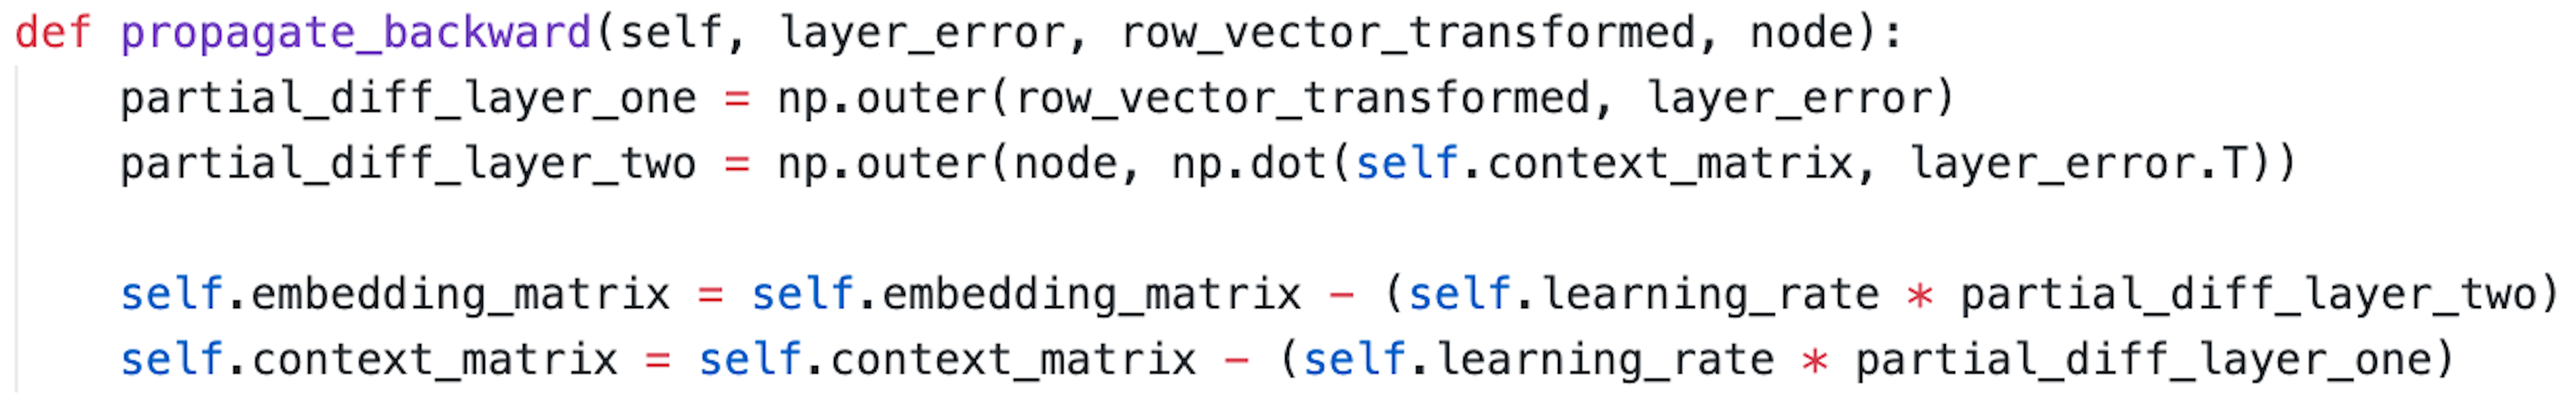 def propagate_backward(self, layer_error, row_vector_transformed, node):
    partial_diff_layer_one = np.outer(row_vector_transformed, layer_error)
    partial_diff_layer_two = np.outer(node, np.dot(self.context_matrix, layer_error.T))

    self.embedding_matrix = self.embedding_matrix - (self.learning_rate * partial_diff_layer_two)
    self.context_matrix = self.context_matrix - (self.learning_rate * partial_diff_layer_one)